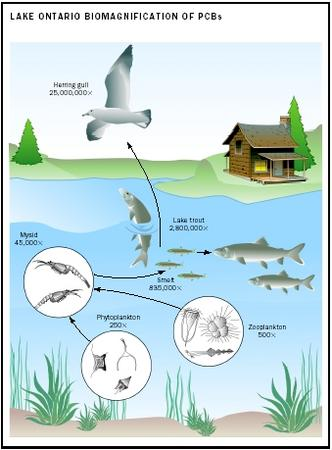 LAKE ONTARIO BIOMAGNIFICATION OF PCBs
Herring gull
25,000,000×
Lake trout
2,800,000×
Mysid
45,000×
Smelt
835,000×
Phytoplankton
250×
Zooplankton
500×